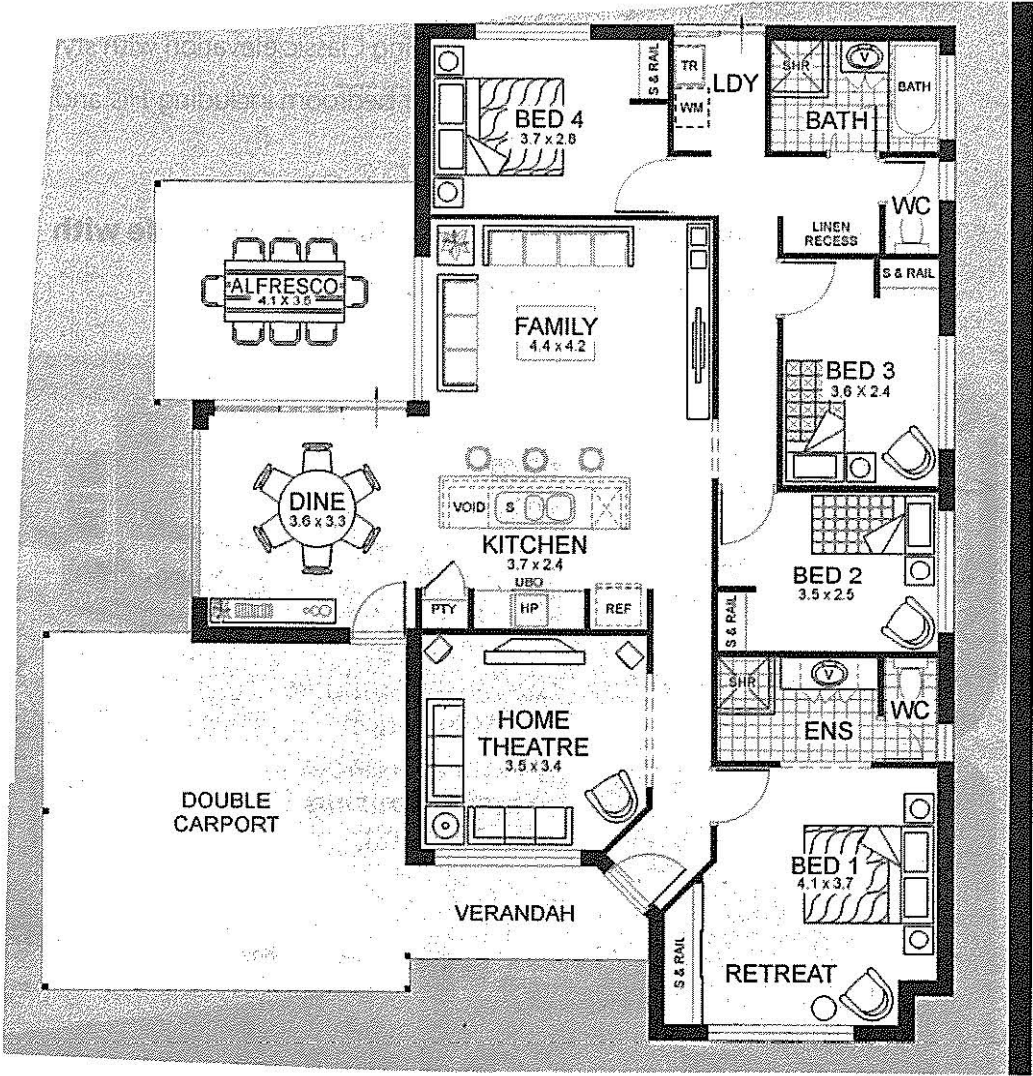 S & RAIL
TR
LDY
SHR
V
BATH
WM
BED 4
3.7 x 2.8
BATH
WC
LINEN
RECESS
S & RAIL
ALFRESCO
4.1 X 3.5
FAMILY
4.4 x 4.2
BED 3
3.6 X 2.4
DINE
3.6 x 3.3
VOID
S
KITCHEN
3.7 x 2.4
UBO
PTY
HP
REF
BED 2
3.5 x 2.5
S & RAIL
SHR
V
WC
ENS
HOME
THEATRE
3.5 x 3.4
DOUBLE
CARPORT
BED 1
4.1 x 3.7
VERANDAH
S & RAIL
RETREAT